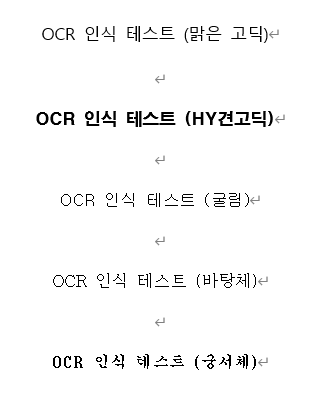 OCR 인식 테스트 (맑은 고딕)
OCR 인식 테스트 (HY견고딕)
OCR 인식 테스트 (굴림)
OCR 인식 테스트 (바탕체)
OCR 인식 테스트 (궁서체)